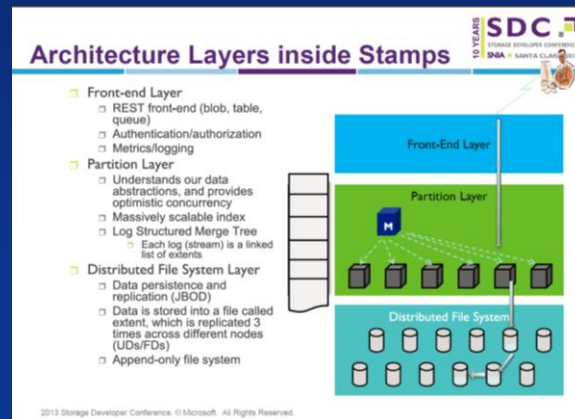 10 YEARS
SDC
STORAGE DEVELOPER CONFERENCE
SNIA SANTA CLARA
Architecture Layers inside Stamps
Front-end Layer
REST front-end (blob, table,
queue)
Authentication/authorization
Metrics/logging
Partition Layer
Understands our data
abstractions, and provides
optimistic concurrency
Massively scalable index
Log Structured Merge Tree
Each log (stream) is a linked
list of extents
Distributed File System Layer
Data persistence and
replication (JBOD)
Data is stored into a file called
extent, which is replicated 3
times across different nodes
(UDs/FDs)
Append-only file system
Front-End Layer
Partition Layer
M
Distributed File System
2013 Storage Developer Conference. © Microsoft. All Rights Reserved.